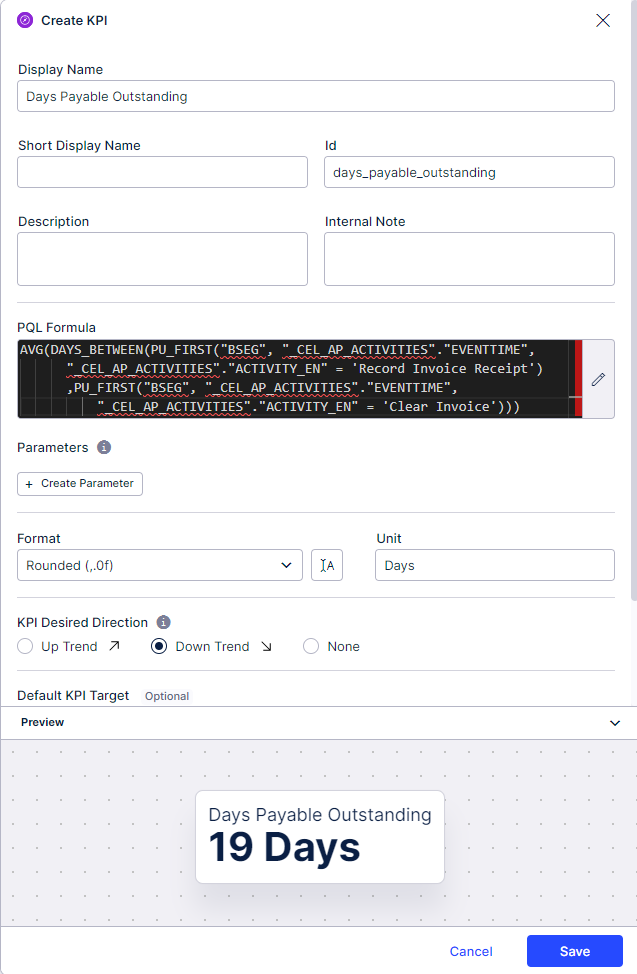 Create KPI
Display Name
Days Payable Outstanding
Short Display Name
Id
days_payable_outstanding
Description
Internal Note
PQL Formula
AVG(DAYS_BETWEEN(PU_FIRST("BSEG", "_CEL_AP_ACTIVITIES"."EVENTTIME",
"_CEL_AP_ACTIVITIES"."ACTIVITY_EN" = 'Record Invoice Receipt')
,PU_FIRST("BSEG", "_CEL_AP_ACTIVITIES"."EVENTTIME",
"_CEL_AP_ACTIVITIES"."ACTIVITY_EN" = 'Clear Invoice')))
Parameters
+ Create Parameter
Format
Unit
Rounded (,.0f)
A
Days
KPI Desired Direction
Up Trend
Down Trend
None
Default KPI Target Optional
Preview
Days Payable Outstanding
19 Days
Cancel
Save